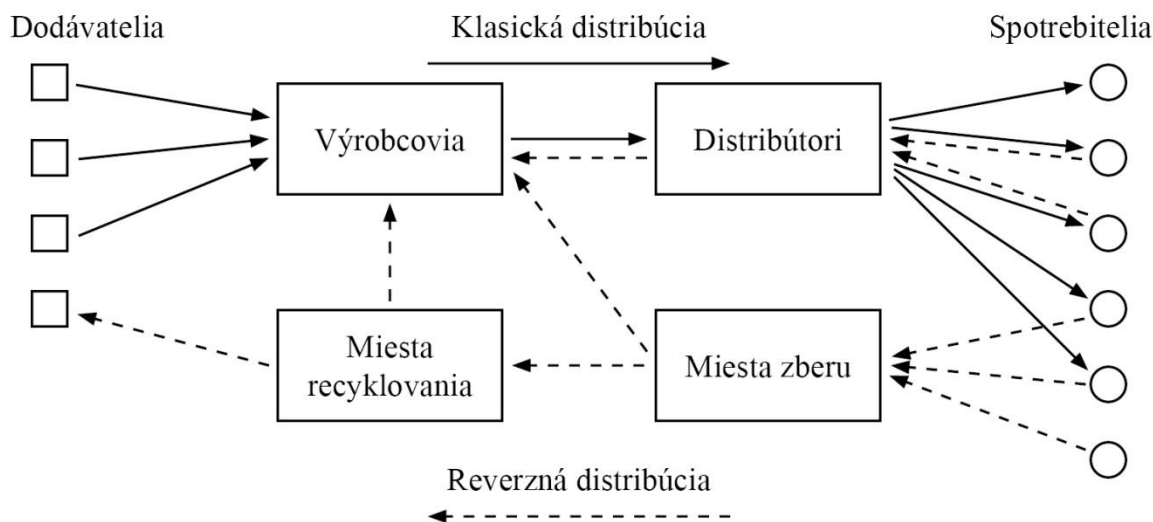 Dodávatelia
Klasická distribúcia
Spotrebitelia
Výrobcovia
Distribútori
Miesta
recyklovania
Miesta zberu
Reverzná distribúcia